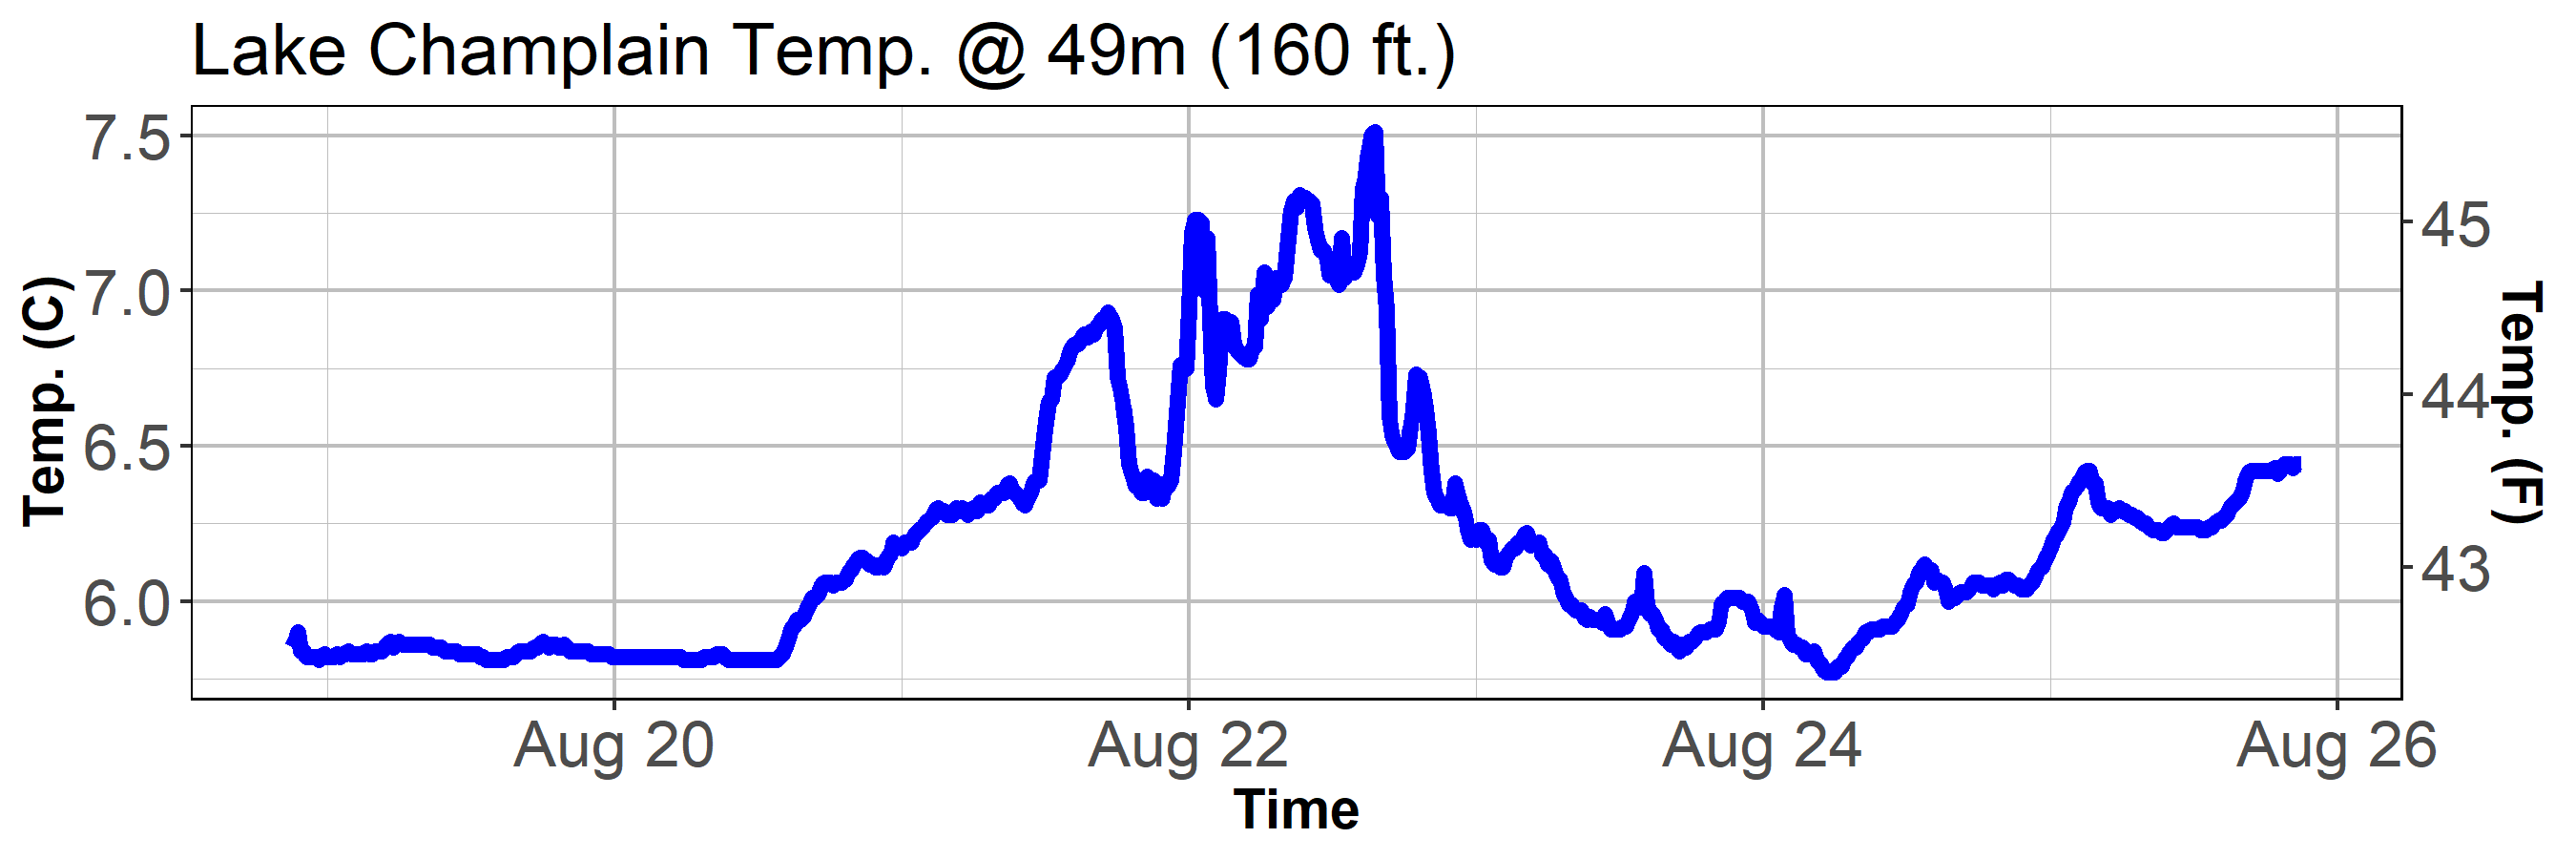 Lake Champlain Temp. @ 49m (160 ft.)
7.5
7.0
6.5
6.0
Temp. (C)
45
44
43
Temp. (F)
Aug 20
Aug 22
Aug 24
Aug 26
Time